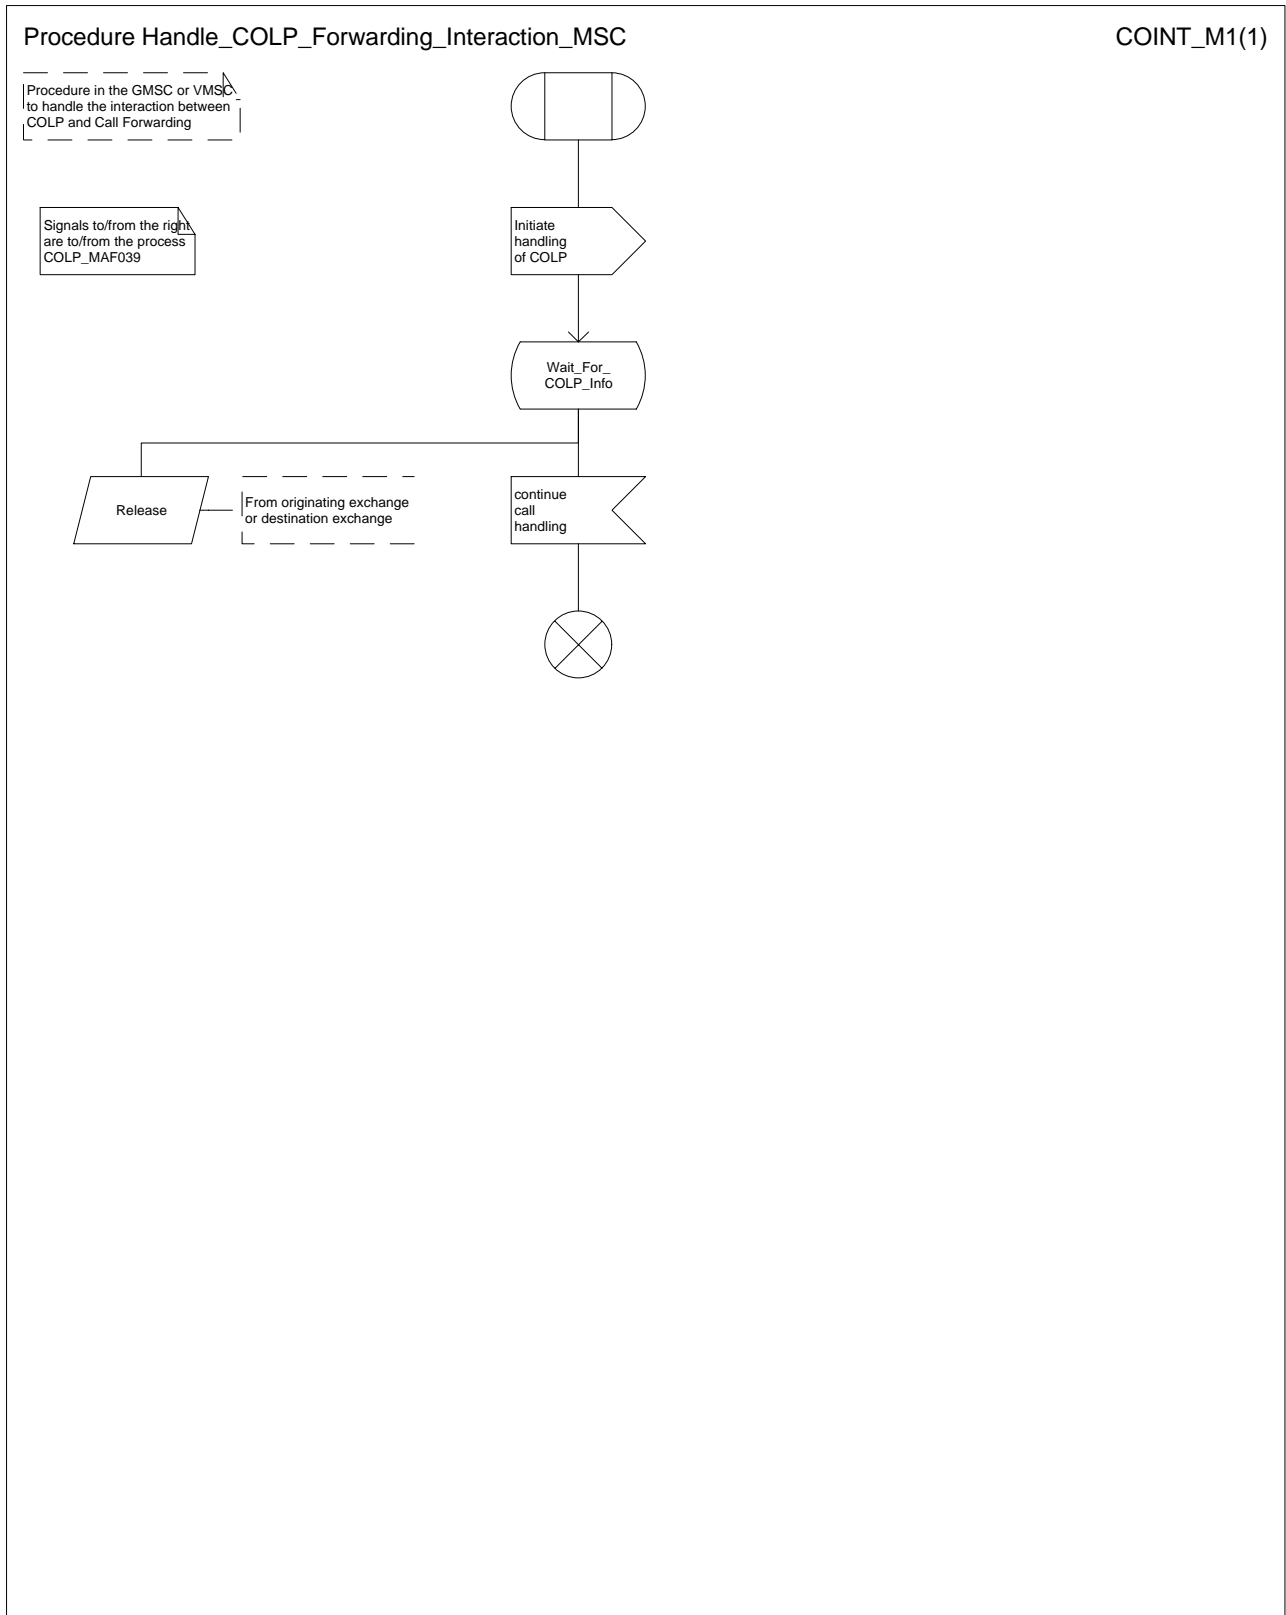 Procedure Handle_COLP_Forwarding_Interaction_MSC
COINT_M1(1)
Procedure in the GMSC or VMSC
to handle the interaction between
COLP and Call Forwarding
Signals to/from the right
are to/from the process
COLP_MAF039
Initiate
handling
of COLP
Wait_For_
COLP_Info
Release
From originating exchange
or destination exchange
continue
call
handling